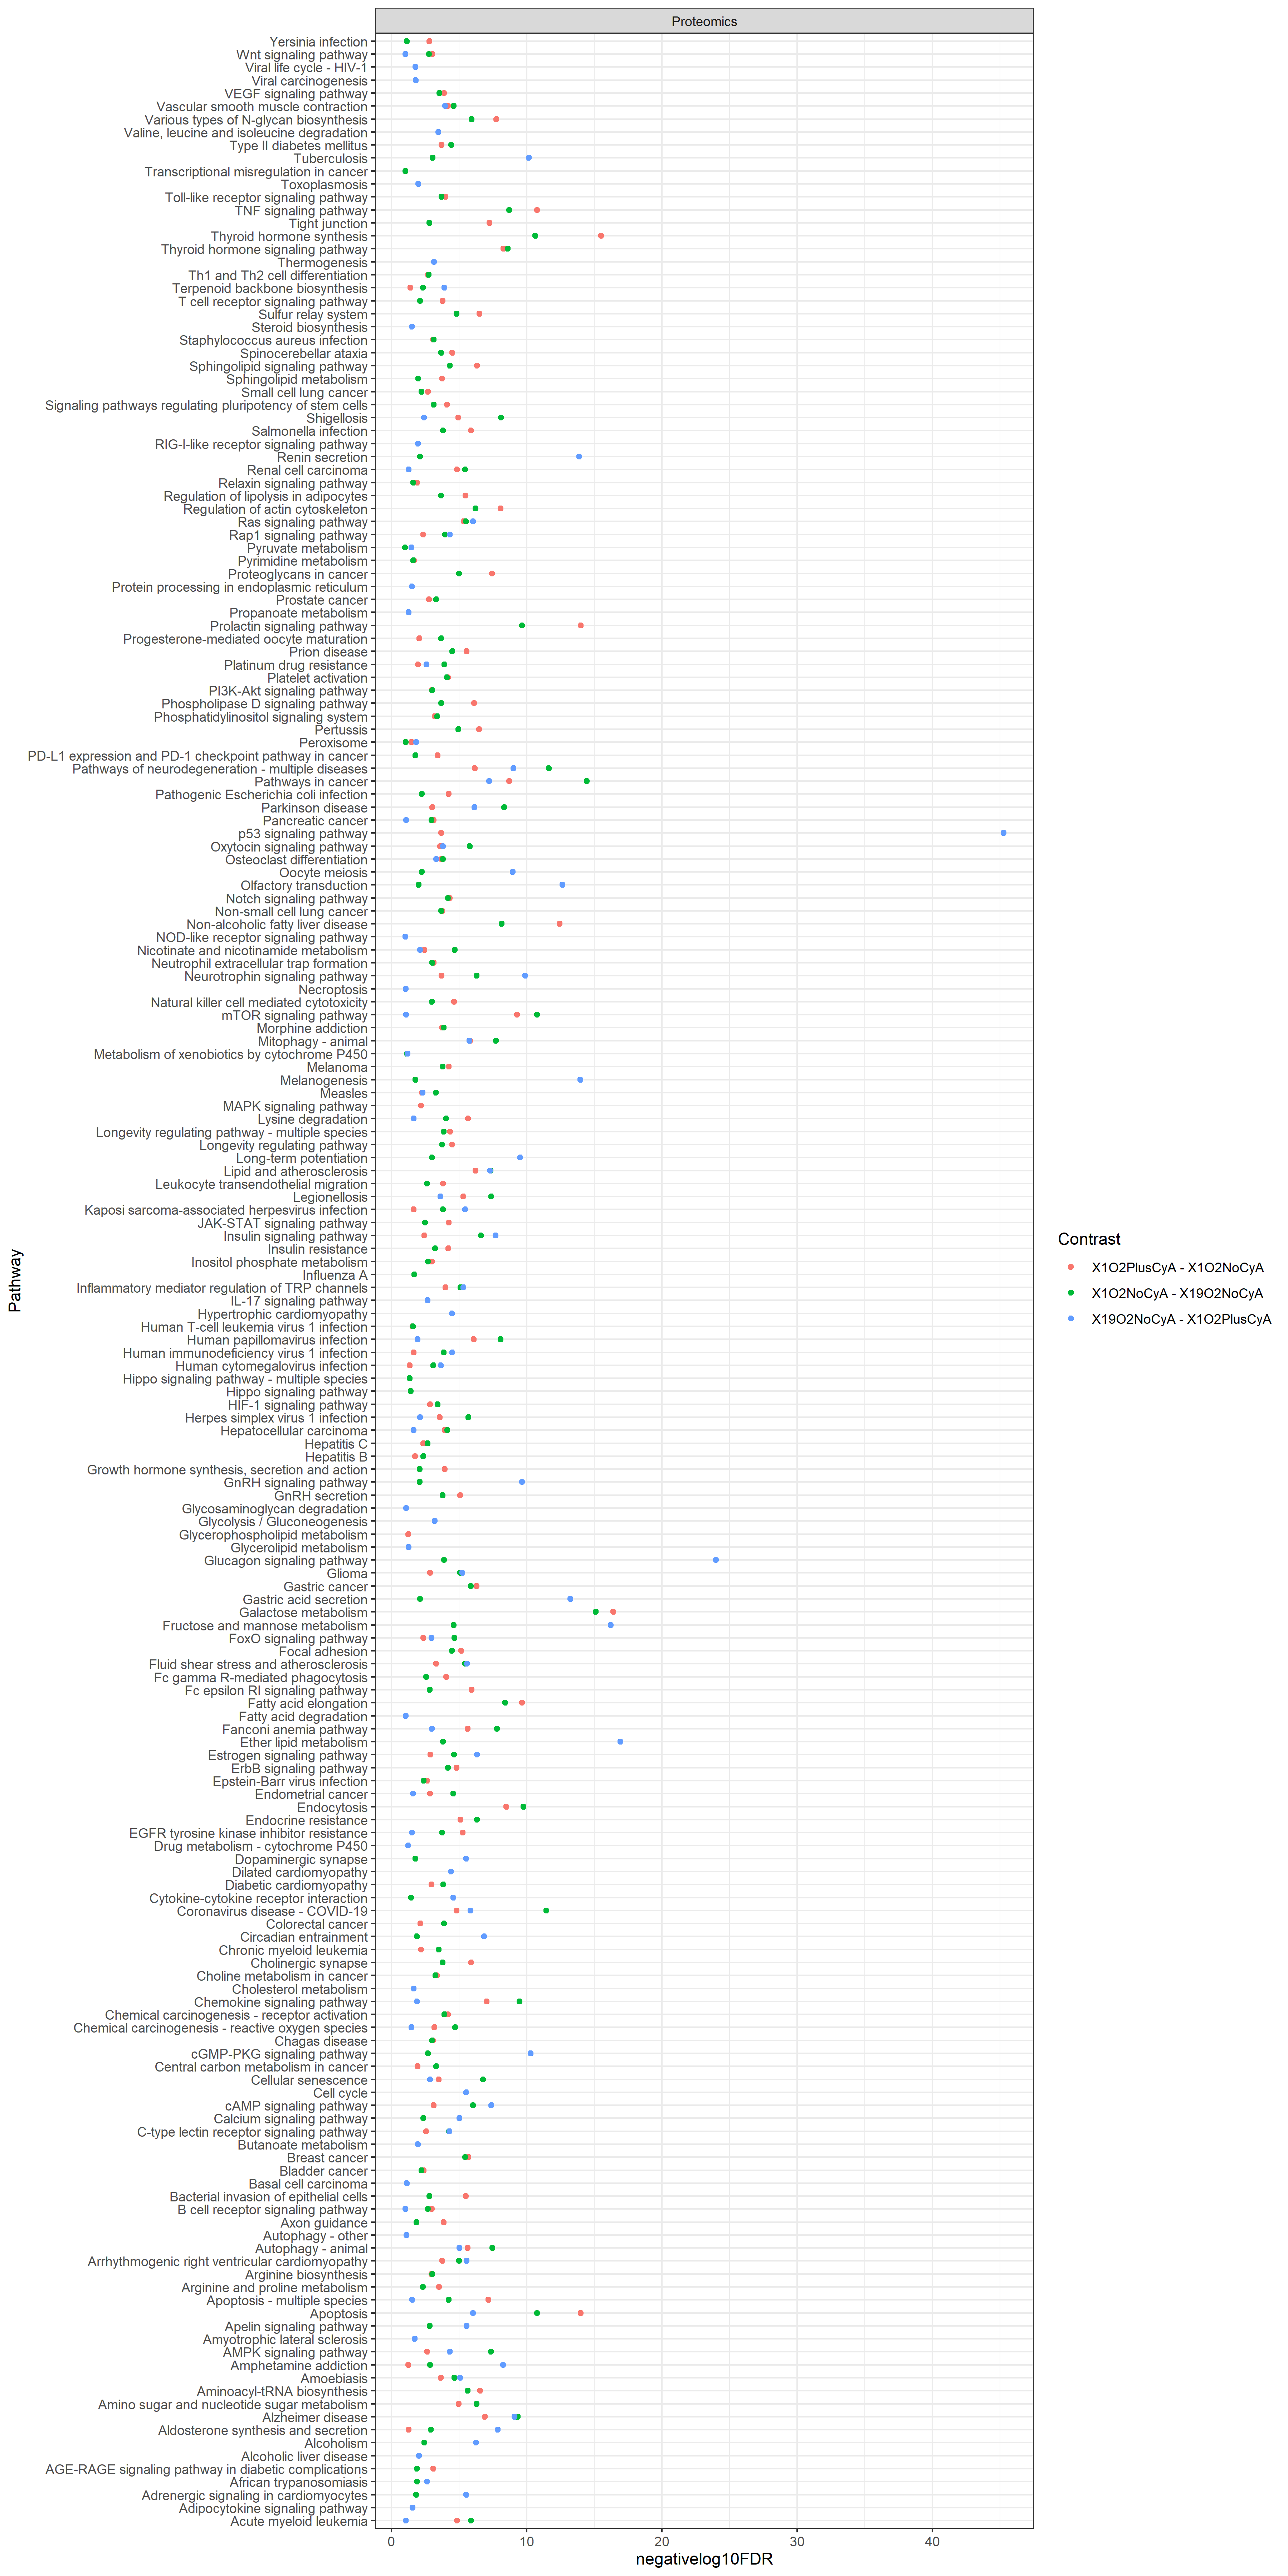 Proteomics
Yersinia infection
Wnt signaling pathway
Viral life cycle - HIV-1
Viral carcinogenesis
VEGF signaling pathway
Vascular smooth muscle contraction
Various types of N-glycan biosynthesis
Valine, leucine and isoleucine degradation
Type II diabetes mellitus
Tuberculosis
Transcriptional misregulation in cancer
Toxoplasmosis
Toll-like receptor signaling pathway
TNF signaling pathway
Tight junction
Thyroid hormone synthesis
Thyroid hormone signaling pathway
Thermogenesis
Th1 and Th2 cell differentiation
Terpenoid backbone biosynthesis
T cell receptor signaling pathway
Sulfur relay system
Steroid biosynthesis
Staphylococcus aureus infection
Spinocerebellar ataxia
Sphingolipid signaling pathway
Sphingolipid metabolism
Small cell lung cancer
Signaling pathways regulating pluripotency of stem cells
Shigellosis
Salmonella infection
RIG-I-like receptor signaling pathway
Renin secretion
Renal cell carcinoma
Relaxin signaling pathway
Regulation of lipolysis in adipocytes
Regulation of actin cytoskeleton
Ras signaling pathway
Rap1 signaling pathway
Pyruvate metabolism
Pyrimidine metabolism
Proteoglycans in cancer
Protein processing in endoplasmic reticulum
Prostate cancer
Propanoate metabolism
Prolactin signaling pathway
Progesterone-mediated oocyte maturation
Prion disease
Platinum drug resistance
Platelet activation
PI3K-Akt signaling pathway
Phospholipase D signaling pathway
Phosphatidylinositol signaling system
Pertussis
Peroxisome
PD-L1 expression and PD-1 checkpoint pathway in cancer
Pathways of neurodegeneration - multiple diseases
Pathways in cancer
Pathogenic Escherichia coli infection
Parkinson disease
Pancreatic cancer
p53 signaling pathway
Oxytocin signaling pathway
Osteoclast differentiation
Oocyte meiosis
Olfactory transduction
Notch signaling pathway
Non-small cell lung cancer
Non-alcoholic fatty liver disease
NOD-like receptor signaling pathway
Nicotinate and nicotinamide metabolism
Neutrophil extracellular trap formation
Neurotrophin signaling pathway
Necroptosis
Natural killer cell mediated cytotoxicity
mTOR signaling pathway
Morphine addiction
Mitophagy - animal
Metabolism of xenobiotics by cytochrome P450
Melanoma
Melanogenesis
Measles
MAPK signaling pathway
Lysine degradation
Longevity regulating pathway - multiple species
Longevity regulating pathway
Long-term potentiation
Lipid and atherosclerosis
Leukocyte transendothelial migration
Legionellosis
Kaposi sarcoma-associated herpesvirus infection
JAK-STAT signaling pathway
Insulin signaling pathway
Insulin resistance
Inositol phosphate metabolism
Influenza A
Inflammatory mediator regulation of TRP channels
IL-17 signaling pathway
Hypertrophic cardiomyopathy
Human T-cell leukemia virus 1 infection
Human papillomavirus infection
Human immunodeficiency virus 1 infection
Human cytomegalovirus infection
Hippo signaling pathway - multiple species
Hippo signaling pathway
HIF-1 signaling pathway
Herpes simplex virus 1 infection
Hepatocellular carcinoma
Hepatitis C
Hepatitis B
Growth hormone synthesis, secretion and action
GnRH signaling pathway
GnRH secretion
Glycosaminoglycan degradation
Glycolysis / Gluconeogenesis
Glycerophospholipid metabolism
Glycerolipid metabolism
Glucagon signaling pathway
Glioma
Gastric cancer
Gastric acid secretion
Galactose metabolism
Fructose and mannose metabolism
FoxO signaling pathway
Focal adhesion
Fluid shear stress and atherosclerosis
Fc gamma R-mediated phagocytosis
Fc epsilon RI signaling pathway
Fatty acid elongation
Fatty acid degradation
Fanconi anemia pathway
Ether lipid metabolism
Estrogen signaling pathway
ErbB signaling pathway
Epstein-Barr virus infection
Endometrial cancer
Endocytosis
Endocrine resistance
EGFR tyrosine kinase inhibitor resistance
Drug metabolism - cytochrome P450
Dopaminergic synapse
Dilated cardiomyopathy
Diabetic cardiomyopathy
Cytokine-cytokine receptor interaction
Coronavirus disease - COVID-19
Colorectal cancer
Circadian entrainment
Chronic myeloid leukemia
Cholinergic synapse
Choline metabolism in cancer
Cholesterol metabolism
Chemokine signaling pathway
Chemical carcinogenesis - receptor activation
Chemical carcinogenesis - reactive oxygen species
Chagas disease
cGMP-PKG signaling pathway
Central carbon metabolism in cancer
Cellular senescence
Cell cycle
cAMP signaling pathway
Calcium signaling pathway
C-type lectin receptor signaling pathway
Butanoate metabolism
Breast cancer
Bladder cancer
Basal cell carcinoma
Bacterial invasion of epithelial cells
B cell receptor signaling pathway
Axon guidance
Autophagy - other
Autophagy - animal
Arrhythmogenic right ventricular cardiomyopathy
Arginine biosynthesis
Arginine and proline metabolism
Apoptosis - multiple species
Apoptosis
Apelin signaling pathway
Amyotrophic lateral sclerosis
AMPK signaling pathway
Amphetamine addiction
Amoebiasis
Aminoacyl-tRNA biosynthesis
Amino sugar and nucleotide sugar metabolism
Alzheimer disease
Aldosterone synthesis and secretion
Alcoholism
Alcoholic liver disease
AGE-RAGE signaling pathway in diabetic complications
African trypanosomiasis
Adrenergic signaling in cardiomyocytes
Adipocytokine signaling pathway
Acute myeloid leukemia
0 10 20 30 40
negativelog10FDR
Pathway
Contrast
X1O2PlusCyA - X1O2NoCyA
X1O2NoCyA - X19O2NoCyA
X19O2NoCyA - X1O2PlusCyA